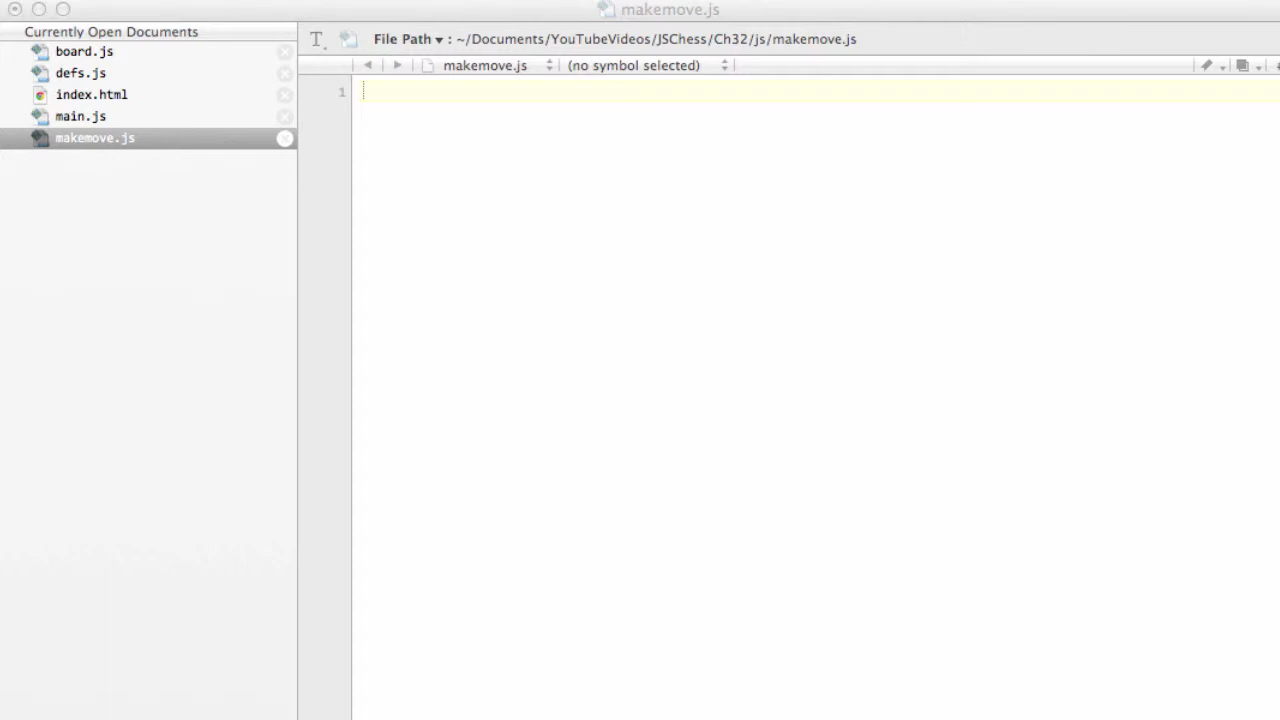 makemove.js
Currently Open Documents
board.js
defs.js
index.html
main.js
makemove.js
T File Path ▾ : ~/Documents/YouTubeVideos/JSChess/Ch32/js/makemove.js
makemove.js (no symbol selected)
1